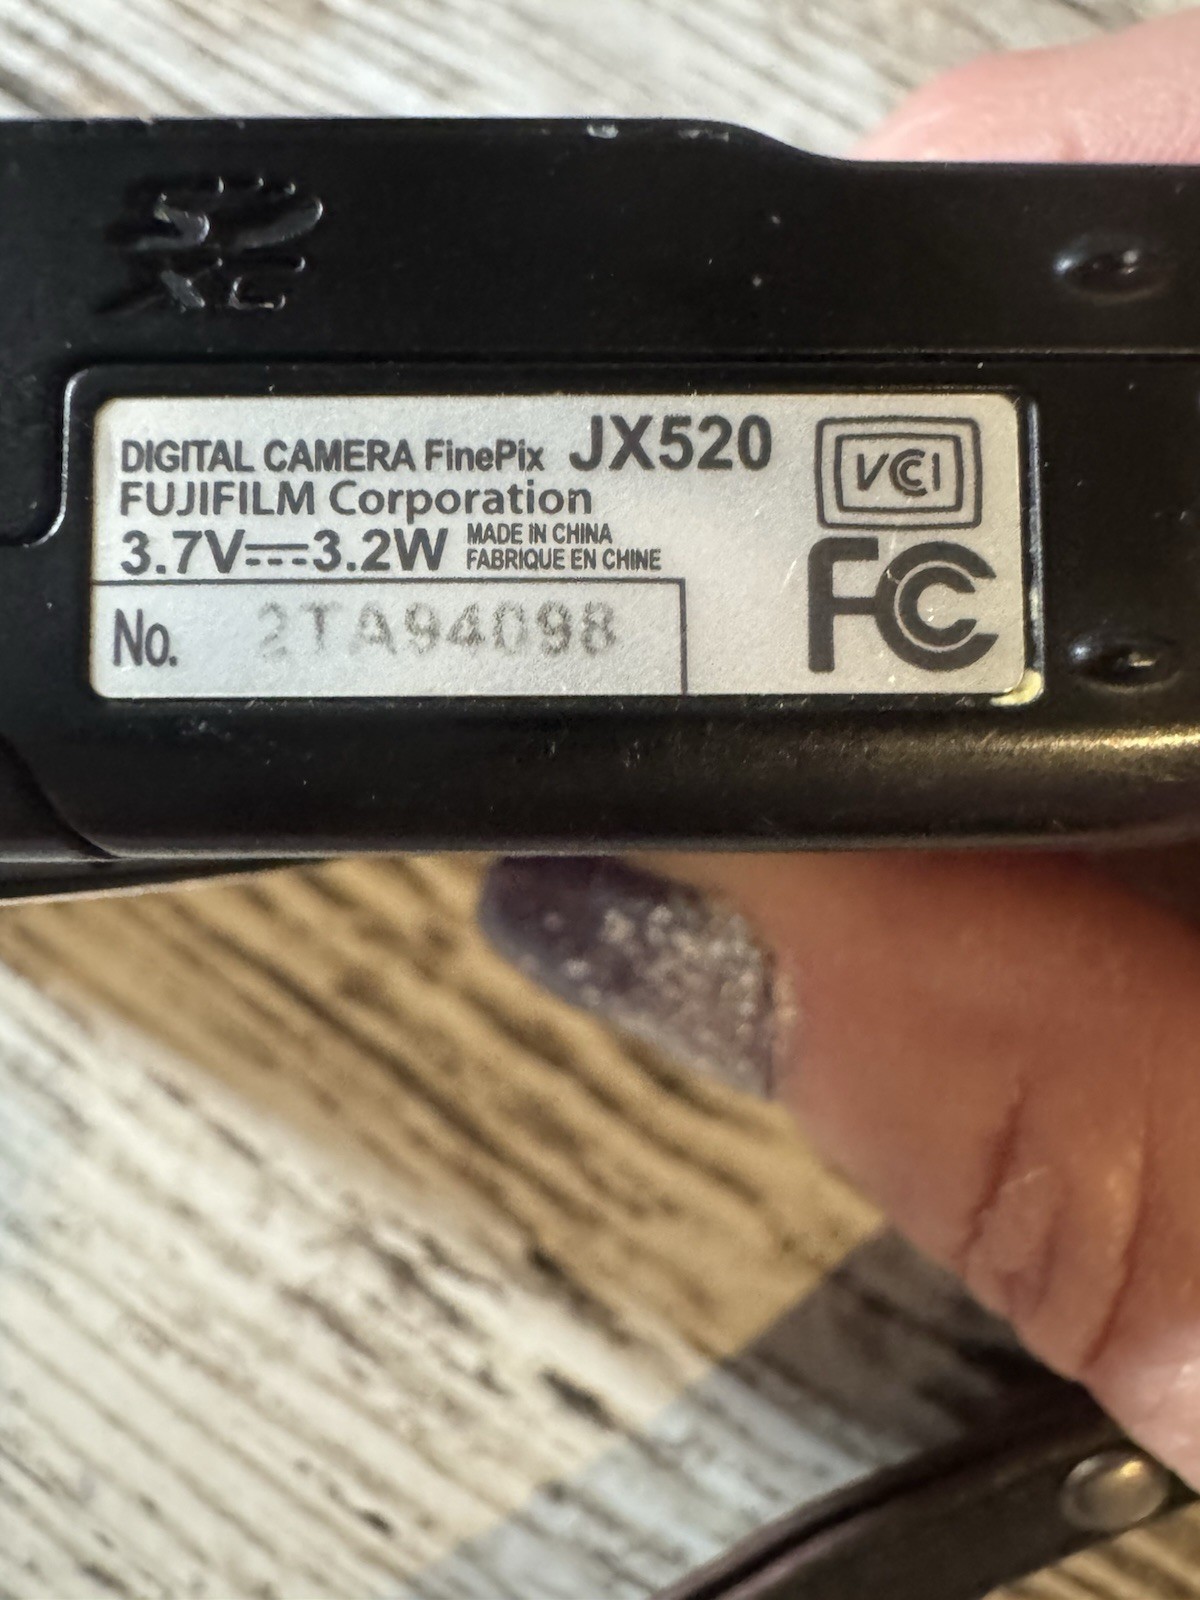 SD
XC
DIGITAL CAMERA FinePix JX520
FUJIFILM Corporation
3.7V⎓3.2W MADE IN CHINA
FABRIQUE EN CHINE
No. 2TA94098
VCCI
FC